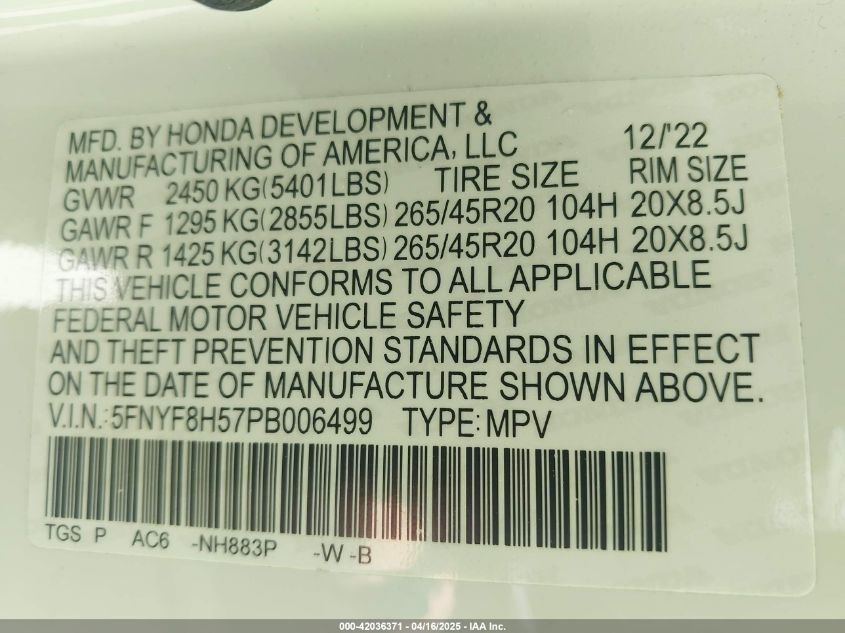 MFD. BY HONDA DEVELOPMENT &
MANUFACTURING OF AMERICA, LLC 12/'22
GVWR 2450 KG(5401LBS) TIRE SIZE RIM SIZE
GAWR F 1295 KG(2855LBS) 265/45R20 104H 20X8.5J
GAWR R 1425 KG(3142LBS) 265/45R20 104H 20X8.5J
THIS VEHICLE CONFORMS TO ALL APPLICABLE
FEDERAL MOTOR VEHICLE SAFETY
AND THEFT PREVENTION STANDARDS IN EFFECT
ON THE DATE OF MANUFACTURE SHOWN ABOVE.
V.I.N.:5FNYF8H57PB006499 TYPE:MPV
TGS P AC6 -NH883P -W -B
000-42036371 - 04/16/2025 - IAA Inc.